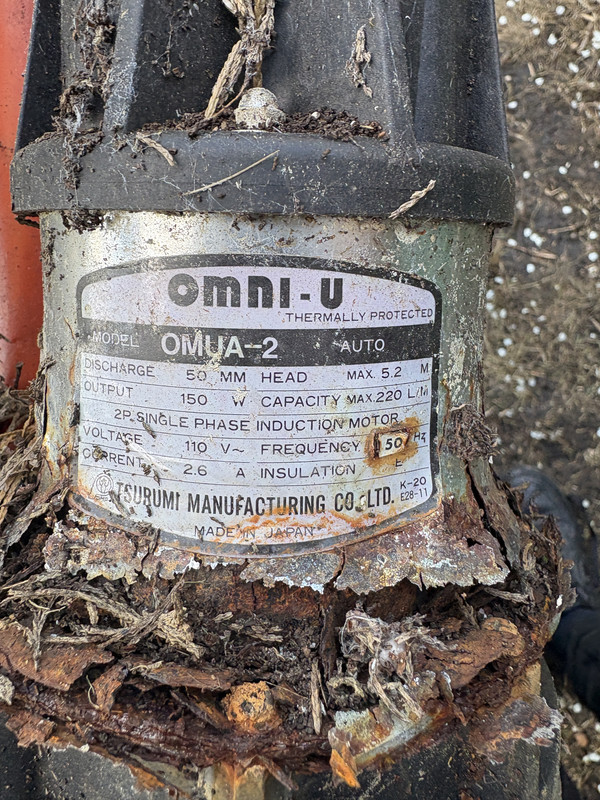 OMNI-U
THERMALLY PROTECTED
MODEL OMUA-2 AUTO
DISCHARGE 50 MM HEAD MAX. 5.2 M
OUTPUT 150 W CAPACITY MAX. 220 L/M
2P. SINGLE PHASE INDUCTION MOTOR
VOLTAGE 110 V~ FREQUENCY 50 Hz
CURRENT 2.6 A INSULATION E
TSURUMI MANUFACTURING CO., LTD. K-20
E28-11
MADE IN JAPAN